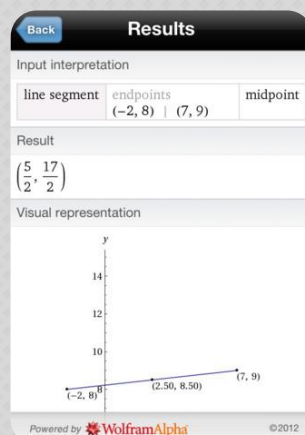 Back
Results
Input interpretation
line segment endpoints midpoint
(−2, 8) | (7, 9)
Result
(5/2, 17/2)
Visual representation
y
14
12
10
8
(−2, 8)
(2.50, 8.50)
(7, 9)
Powered by WolframAlpha ©2012